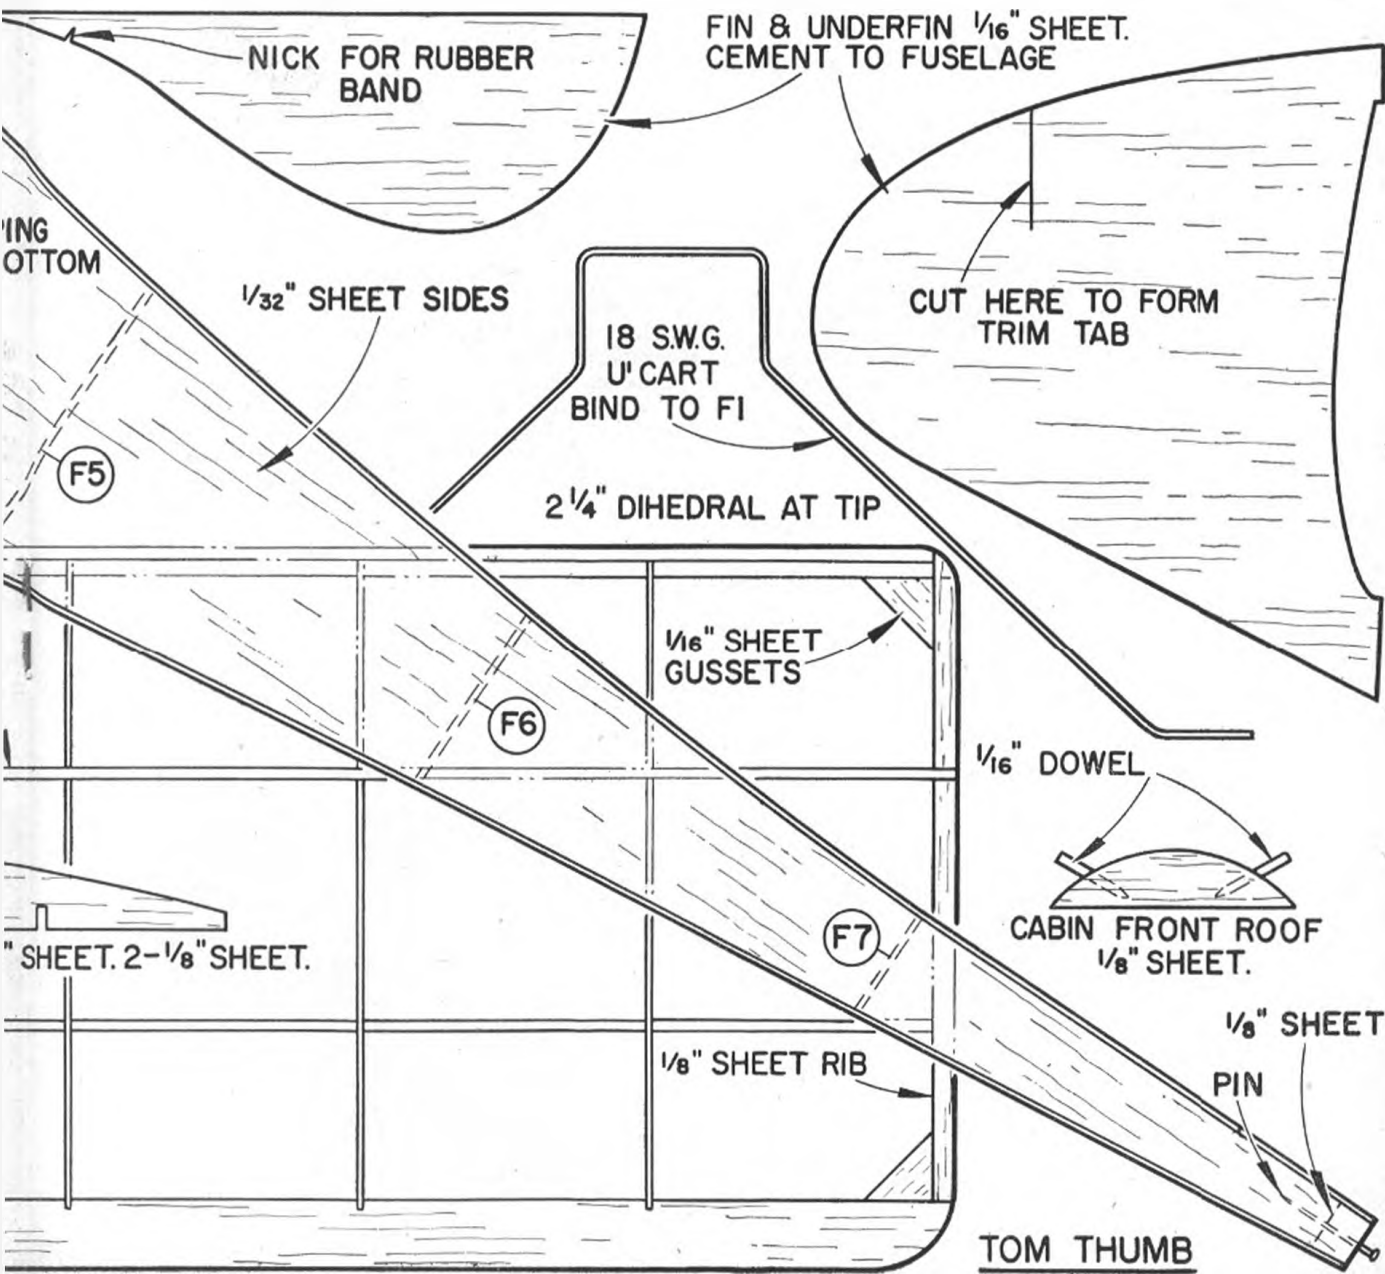 NICK FOR RUBBER
BAND
FIN & UNDERFIN 1/16" SHEET.
CEMENT TO FUSELAGE
PING
OTTOM
1/32" SHEET SIDES
18 S.W.G.
U'CART
BIND TO F1
CUT HERE TO FORM
TRIM TAB
F5
2 1/4" DIHEDRAL AT TIP
1/16" SHEET
GUSSETS
F6
1/16" DOWEL
F7
CABIN FRONT ROOF
1/8" SHEET.
" SHEET. 2-1/8" SHEET.
1/8" SHEET
1/8" SHEET RIB
PIN
TOM THUMB